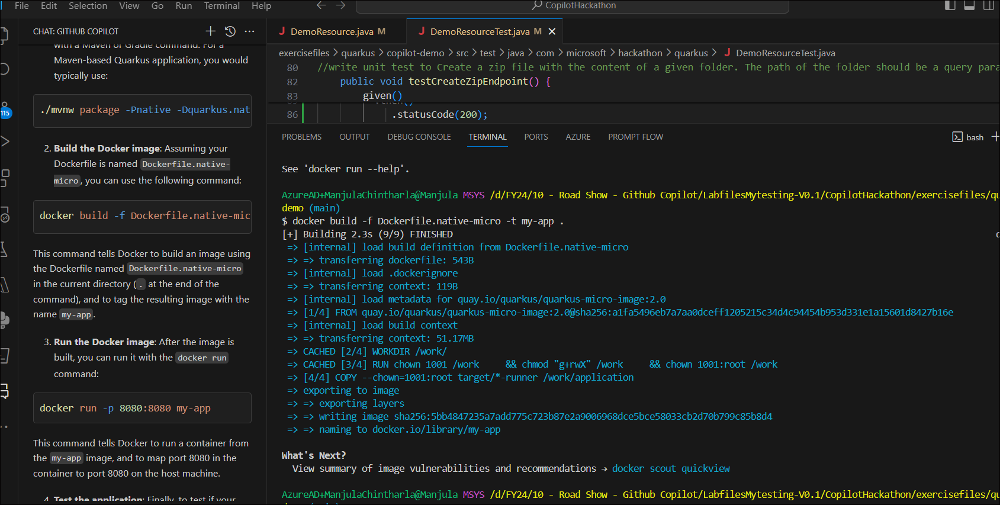 File Edit Selection View Go Run Terminal Help
CopilotHackathon
CHAT: GITHUB COPILOT
with a Maven or Gradle command. For a
Maven-based Quarkus application, you would
typically use:
./mvnw package -Pnative -Dquarkus.nat
2. Build the Docker image: Assuming your
Dockerfile is named Dockerfile.native-
micro, you can use the following command:
docker build -f Dockerfile.native-mic
This command tells Docker to build an image using
the Dockerfile named Dockerfile.native-micro
in the current directory (. at the end of the
command), and to tag the resulting image with the
name my-app.
3. Run the Docker image: After the image is
built, you can run it with the docker run
command:
docker run -p 8080:8080 my-app
This command tells Docker to run a container from
the my-app image, and to map port 8080 in the
container to port 8080 on the host machine.
4. Test the application: Finally, to test if your
115
DemoResource.java M
DemoResourceTest.java M
exercisefiles > quarkus > copilot-demo > src > test > java > com > microsoft > hackathon > quarkus > DemoResourceTest.java
80 //write unit test to Create a zip file with the content of a given folder. The path of the folder should be a query para
82 public void testCreateZipEndpoint() {
83 given()
.then()
86 .statusCode(200);
PROBLEMS OUTPUT DEBUG CONSOLE TERMINAL PORTS AZURE PROMPT FLOW
bash
See 'docker run --help'.
AzureAD+ManjulaChintharla@Manjula MSYS /d/FY24/10 - Road Show - Github Copilot/LabfilesMytesting-V0.1/CopilotHackathon/exercisefiles/qu
demo (main)
$ docker build -f Dockerfile.native-micro -t my-app .
[+] Building 2.3s (9/9) FINISHED
=> [internal] load build definition from Dockerfile.native-micro
=> => transferring dockerfile: 543B
=> [internal] load .dockerignore
=> => transferring context: 119B
=> [internal] load metadata for quay.io/quarkus/quarkus-micro-image:2.0
=> [1/4] FROM quay.io/quarkus/quarkus-micro-image:2.0@sha256:a1fa5496eb7a7aa0dceff1205215c34d4c94454b953d331e1a15601d8427b16e
=> [internal] load build context
=> => transferring context: 51.17MB
=> CACHED [2/4] WORKDIR /work/
=> CACHED [3/4] RUN chown 1001 /work && chmod "g+rwX" /work && chown 1001:root /work
=> [4/4] COPY --chown=1001:root target/*-runner /work/application
=> exporting to image
=> => exporting layers
=> => writing image sha256:5bb4847235a7add775c723b87e2a9006968dce5bce58033cb2d70b799c85b8d4
=> => naming to docker.io/library/my-app
What's Next?
View summary of image vulnerabilities and recommendations → docker scout quickview
AzureAD+ManjulaChintharla@Manjula MSYS /d/FY24/10 - Road Show - Github Copilot/LabfilesMytesting-V0.1/CopilotHackathon/exercisefiles/qu